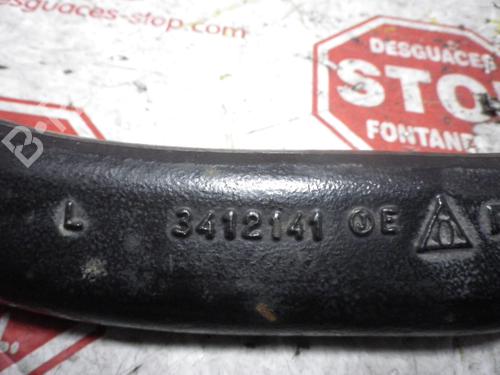 desguaces-stop.com
DESGUACES
STOP
FONTANE
L 3412141 OE